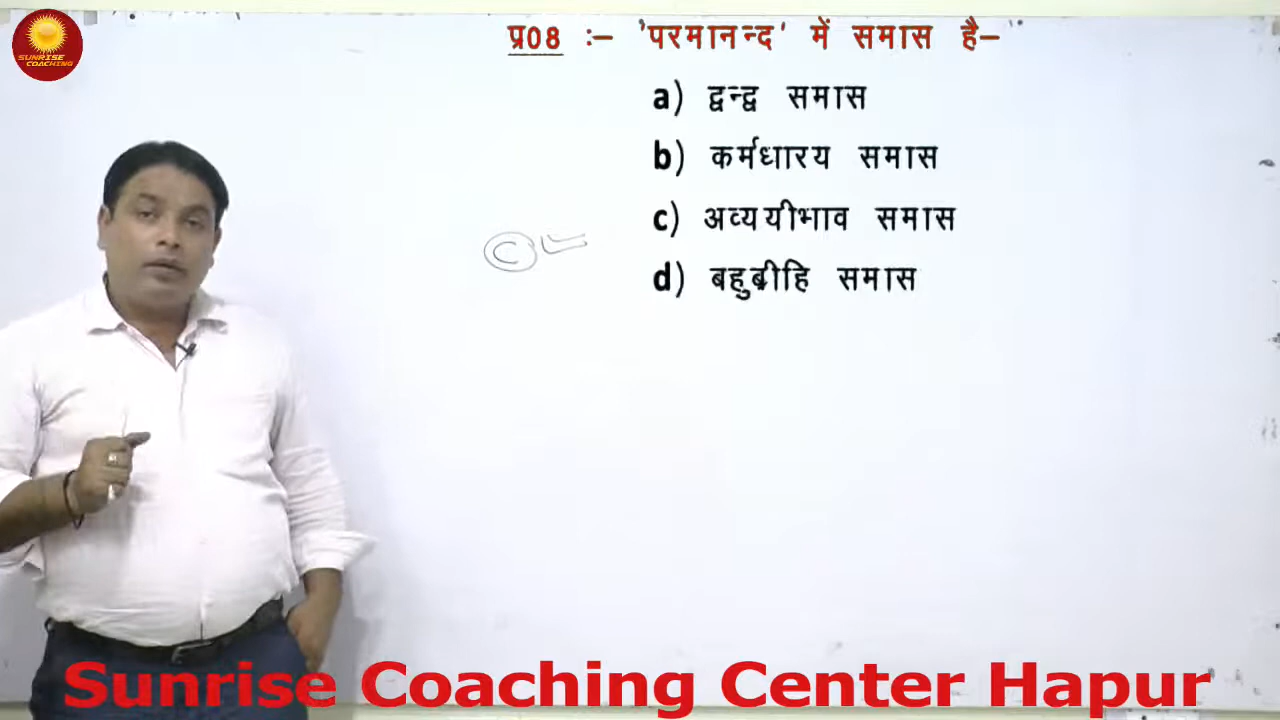 SUNRISE
COACHING
प्र08 :– 'परमानन्द' में समास है–
a) द्वन्द्व समास
b) कर्मधारय समास
c) अव्ययीभाव समास
C
d) बहुब्रीहि समास
Sunrise Coaching Center Hapur